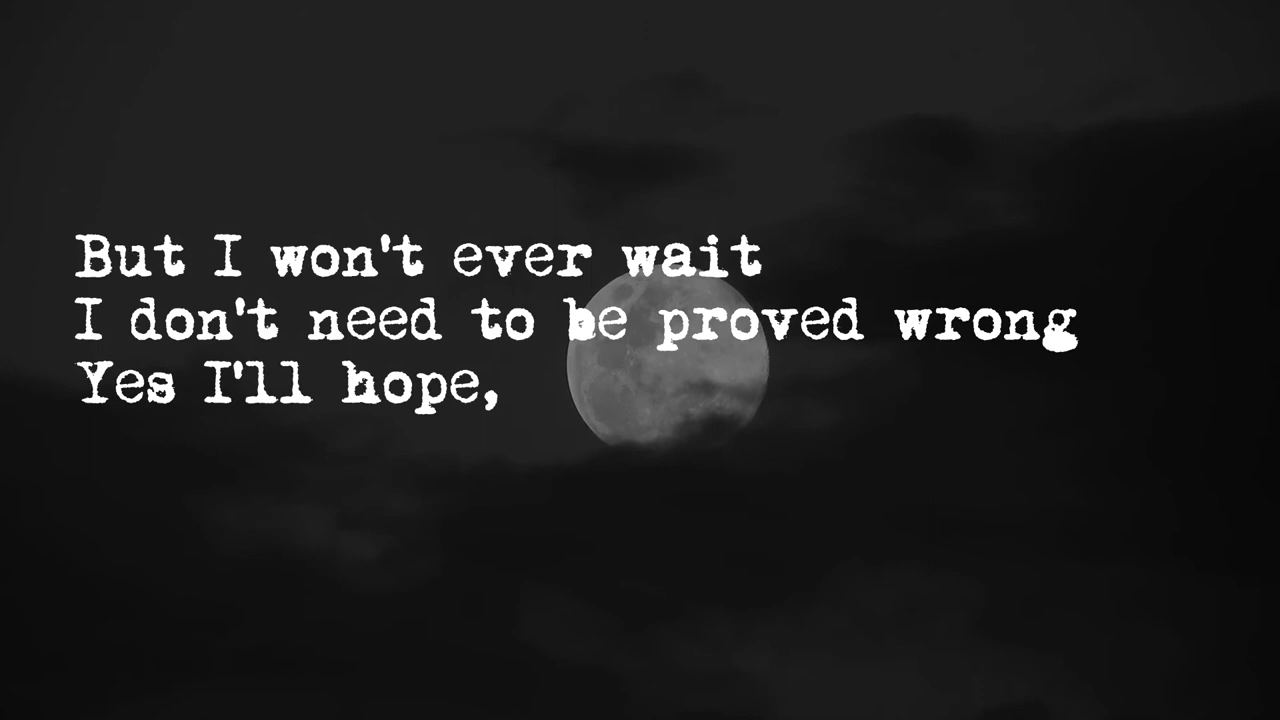 But I won't ever wait
I don't need to be proved wrong
Yes I'll hope,